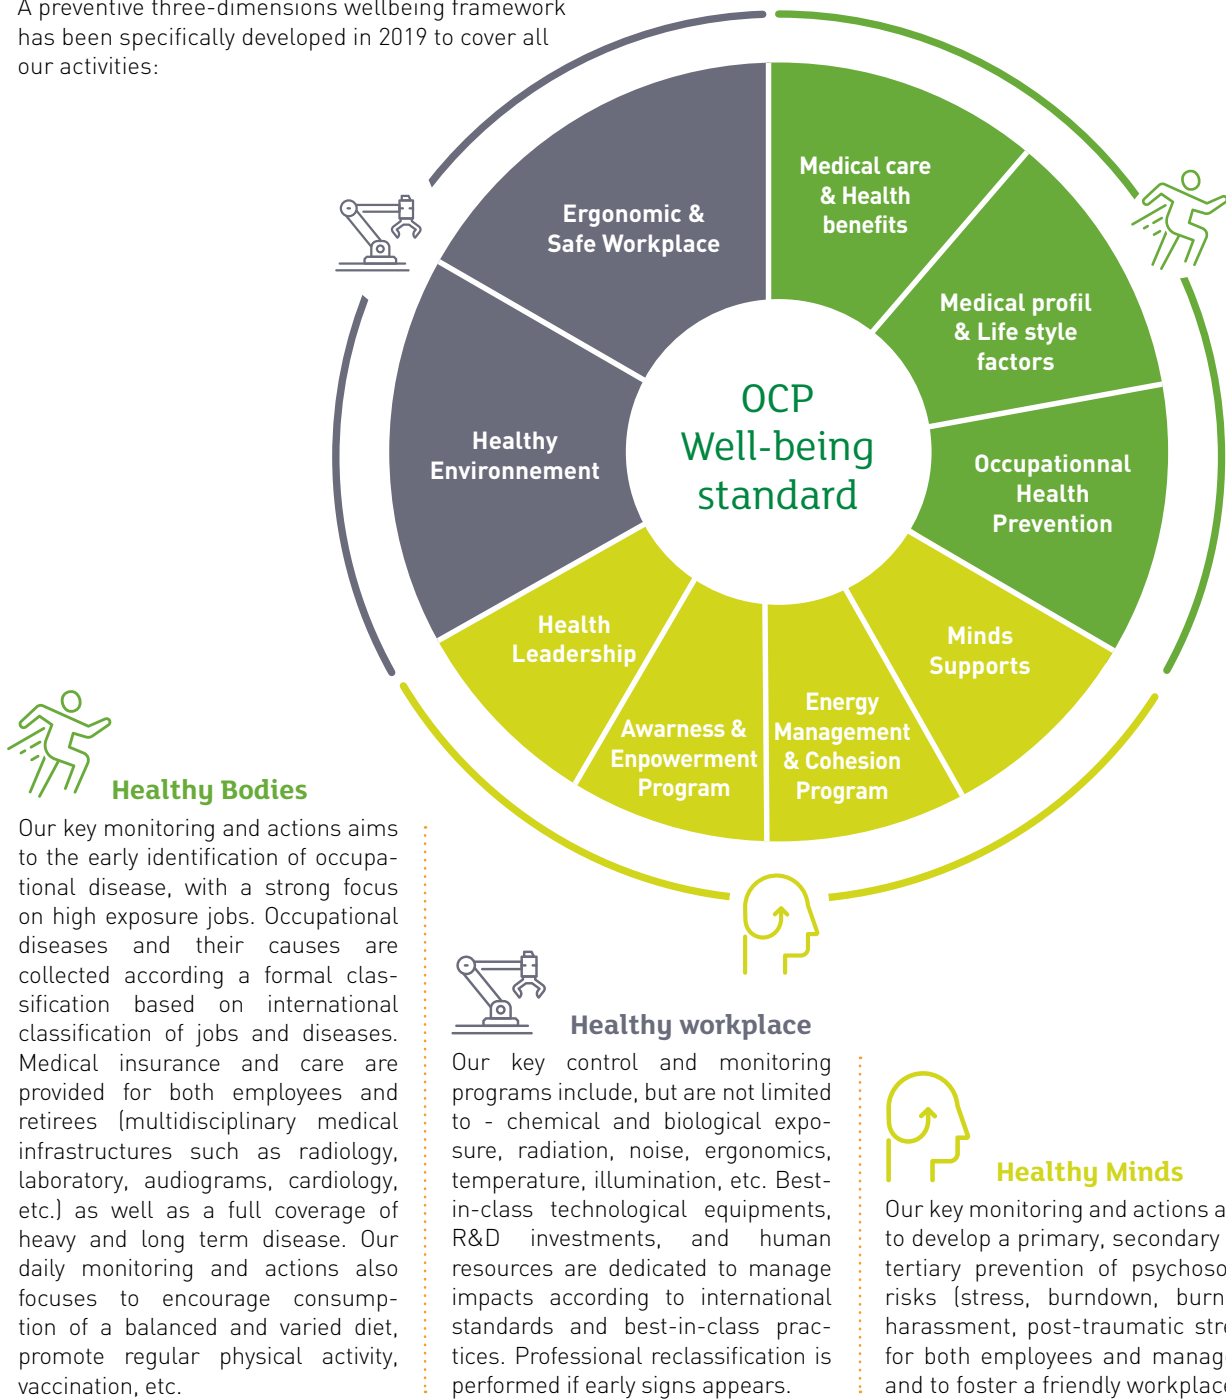 A preventive three-dimensions wellbeing framework
has been specifically developed in 2019 to cover all
our activities:
Medical care
& Health
benefits
Ergonomic &
Safe Workplace
Medical profil
& Life style
factors
OCP
Well-being
standard
Healthy
Environnement
Occupationnal
Health
Prevention
Health
Leadership
Minds
Supports
Awarness &
Enpowerment
Program
Energy
Management
& Cohesion
Program
Healthy Bodies
Our key monitoring and actions aims
to the early identification of occupa-
tional disease, with a strong focus
on high exposure jobs. Occupational
diseases and their causes are
collected according a formal clas-
sification based on international
classification of jobs and diseases.
Medical insurance and care are
provided for both employees and
retirees (multidisciplinary medical
infrastructures such as radiology,
laboratory, audiograms, cardiology,
etc.) as well as a full coverage of
heavy and long term disease. Our
daily monitoring and actions also
focuses to encourage consump-
tion of a balanced and varied diet,
promote regular physical activity,
vaccination, etc.
Healthy workplace
Our key control and monitoring
programs include, but are not limited
to - chemical and biological expo-
sure, radiation, noise, ergonomics,
temperature, illumination, etc. Best-
in-class technological equipments,
R&D investments, and human
resources are dedicated to manage
impacts according to international
standards and best-in-class prac-
tices. Professional reclassification is
performed if early signs appears.
Healthy Minds
Our key monitoring and actions
to develop a primary, secondary
tertiary prevention of
risks (stress, burndown,
harassment, post-traumatic
for both employees and
and to foster a friendly workplace